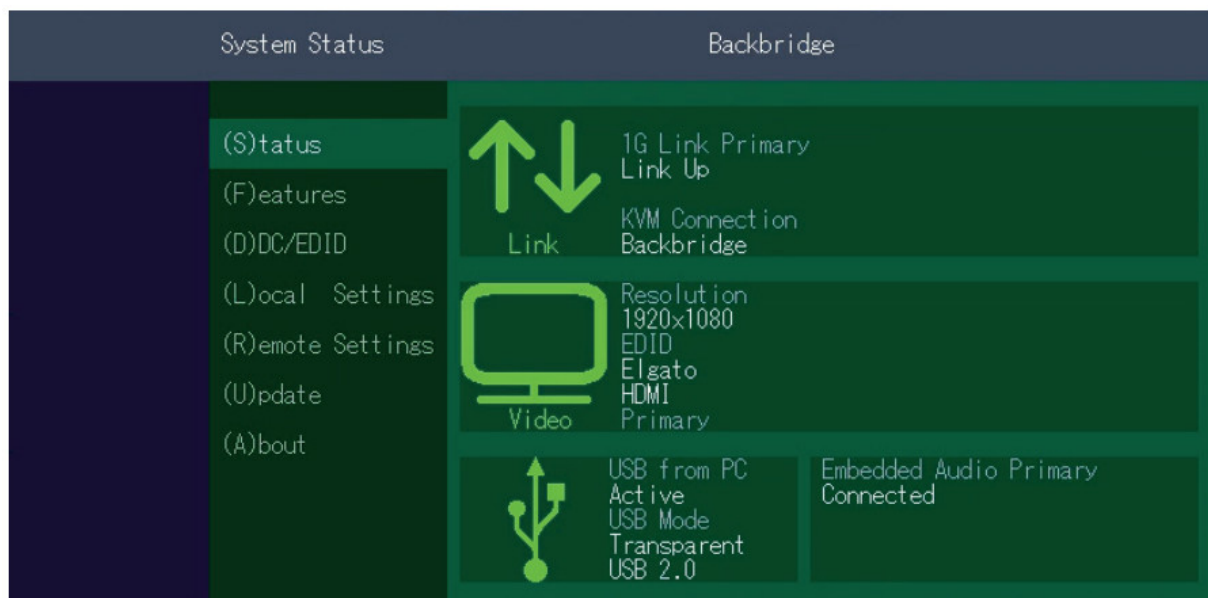 System Status
Backbridge
(S)tatus
(F)eatures
(D)DC/EDID
(L)ocal Settings
(R)emote Settings
(U)pdate
(A)bout
Link
1G Link Primary
Link Up
KVM Connection
Backbridge
Video
Resolution
1920x1080
EDID
Elgato
HDMI
Primary
USB from PC
Active
USB Mode
Transparent
USB 2.0
Embedded Audio Primary
Connected